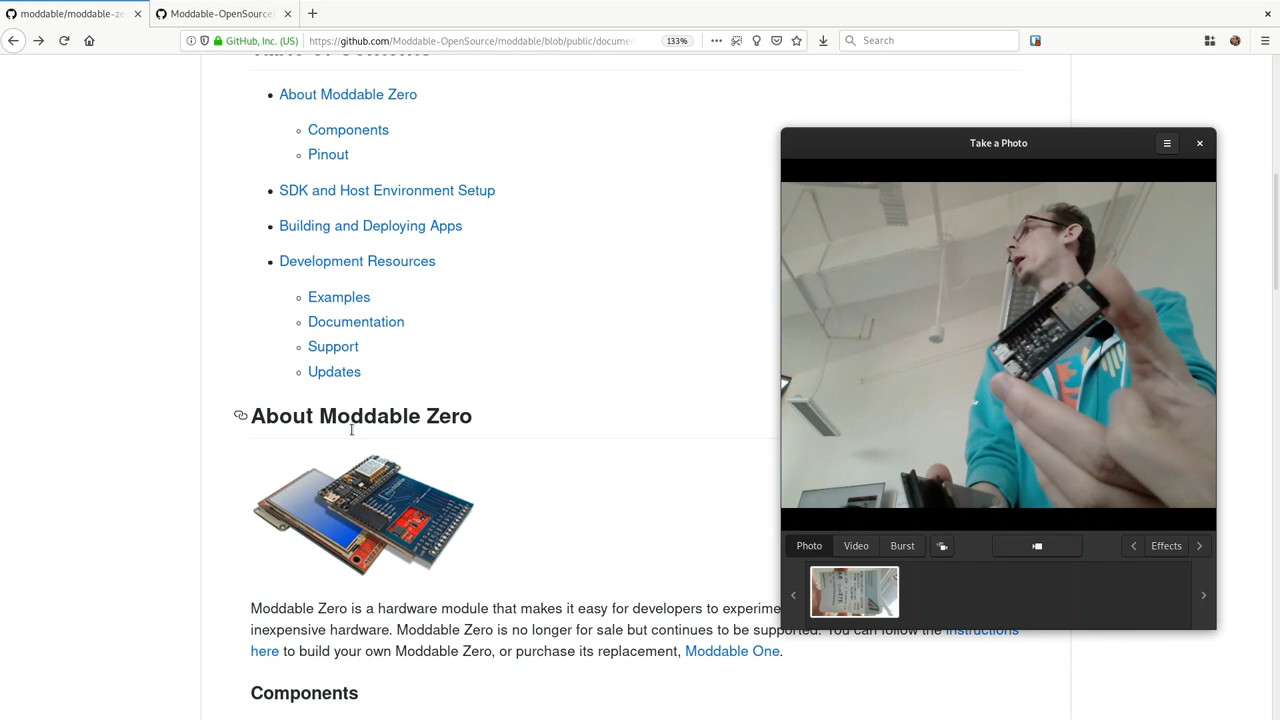 moddable/moddable-ze
Moddable-OpenSource/
GitHub, Inc. (US)
https://github.com/Moddable-OpenSource/moddable/blob/public/docume
133%
Search
About Moddable Zero
Components
Pinout
SDK and Host Environment Setup
Building and Deploying Apps
Development Resources
Examples
Documentation
Support
Updates
About Moddable Zero
Moddable Zero is a hardware module that makes it easy for developers to experime
inexpensive hardware. Moddable Zero is no longer for sale but continues to be supported. You can follow the instructions
here to build your own Moddable Zero, or purchase its replacement, Moddable One.
Components
Take a Photo
Photo
Video
Burst
Effects